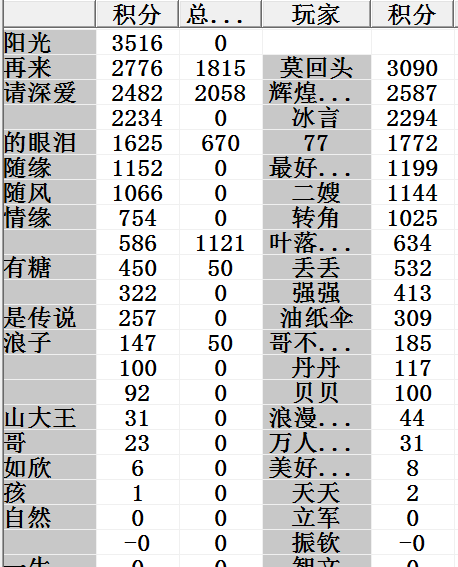 积分 总... 玩家 积分
阳光 3516 0
再来 2776 1815 莫回头 3090
请深爱 2482 2058 辉煌... 2587
2234 0 冰言 2294
的眼泪 1625 670 77 1772
随缘 1152 0 最好... 1199
随风 1066 0 二嫂 1144
情缘 754 0 转角 1025
586 1121 叶落... 634
有糖 450 50 丢丢 532
322 0 强强 413
是传说 257 0 油纸伞 309
浪子 147 50 哥不... 185
100 0 丹丹 117
92 0 贝贝 100
山大王 31 0 浪漫... 44
哥 23 0 万人... 31
如欣 6 0 美好... 8
孩 1 0 天天 2
自然 0 0 立军 0
-0 0 振钦 -0